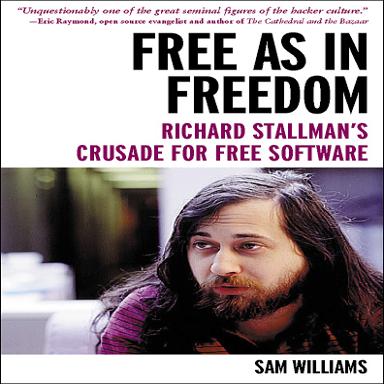 "Unquestionably one of the great seminal figures of the hacker culture."
—Eric Raymond, open source evangelist and author of The Cathedral and the Bazaar
FREE AS IN
FREEDOM
RICHARD STALLMAN'S
CRUSADE FOR FREE SOFTWARE
SAM WILLIAMS